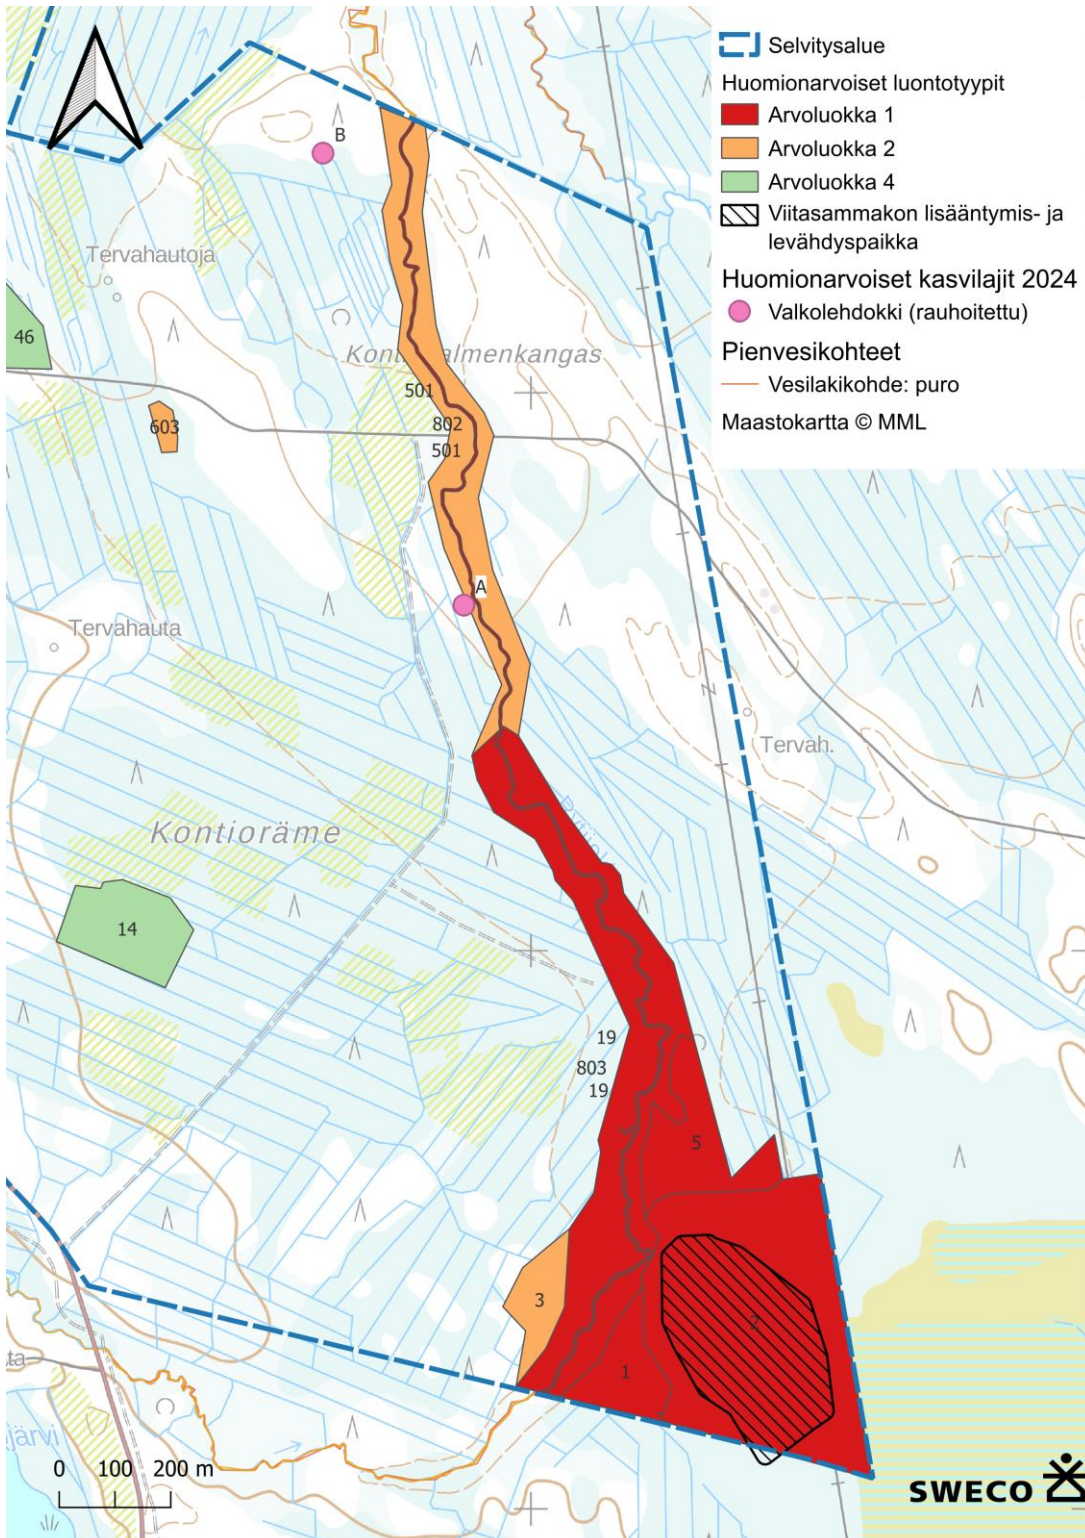 Selvitysalue
Huomionarvoiset luontotyypit
Arvoluokka 1
Arvoluokka 2
Arvoluokka 4
Viitasammakon lisääntymis- ja
levähdyspaikka
Huomionarvoiset kasvilajit 2024
Valkolehdokki (rauhoitettu)
Pienvesikohteet
Vesilakikohde: puro
Maastokartta © MML
B
Tervahautoja
46
501
802
501
603
A
Tervahauta
Tervah.
Kontioräme
14
19
803
19
5
3
2
1
järvi
0 100 200 m
SWECO